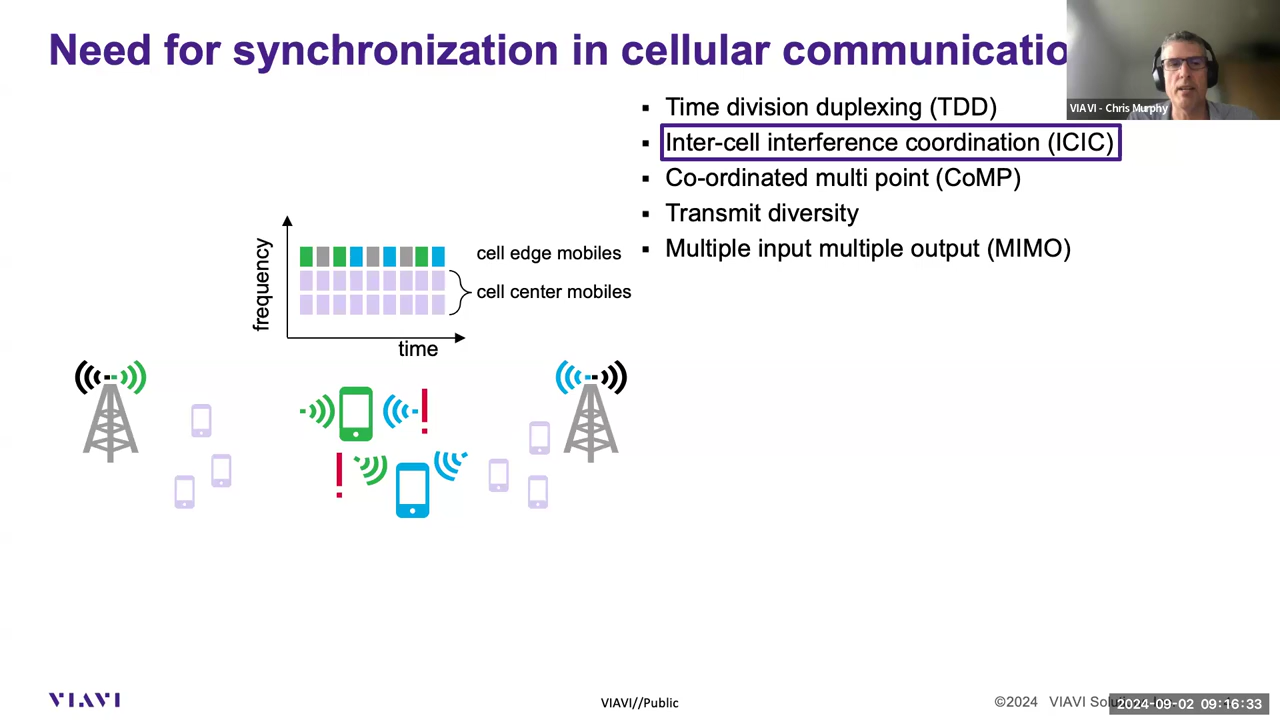 Need for synchronization in cellular communicatio
VIAVI - Chris Murphy
▪ Time division duplexing (TDD)
▪ Inter-cell interference coordination (ICIC)
▪ Co-ordinated multi point (CoMP)
▪ Transmit diversity
▪ Multiple input multiple output (MIMO)
frequency
cell edge mobiles
cell center mobiles
time
!
!
VIAVI
VIAVI//Public
©2024 VIAVI
2024-09-02 09:16:33